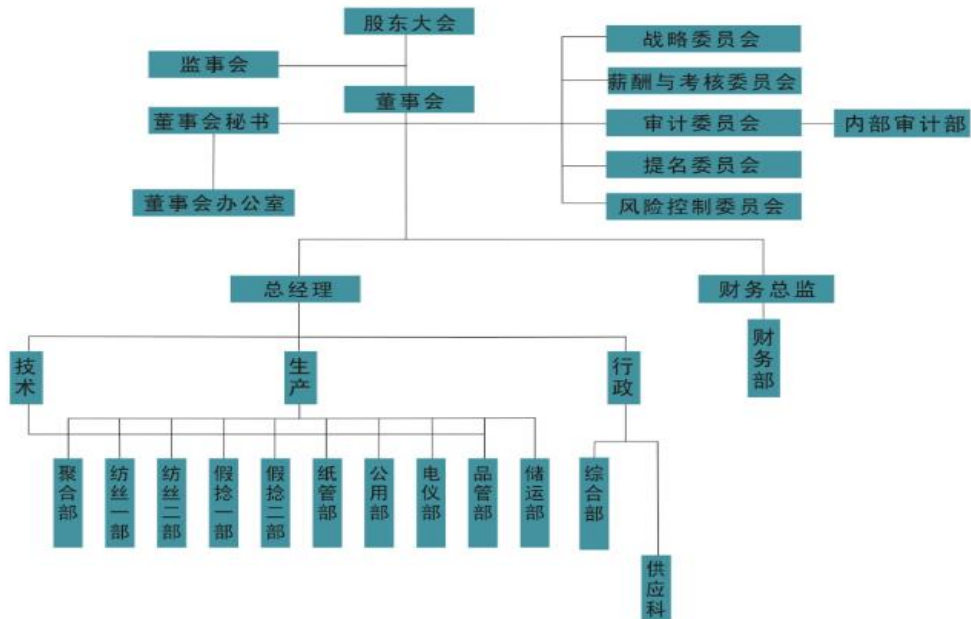 股东大会
战略委员会
监事会
薪酬与考核委员会
董事会
董事会秘书
审计委员会
内部审计部
提名委员会
董事会办公室
风险控制委员会
总经理
财务总监
财务部
技术
生产
行政
聚合部
纺丝一部
纺丝二部
假捻一部
假捻二部
纸管部
公用部
电仪部
品管部
储运部
综合部
供应科